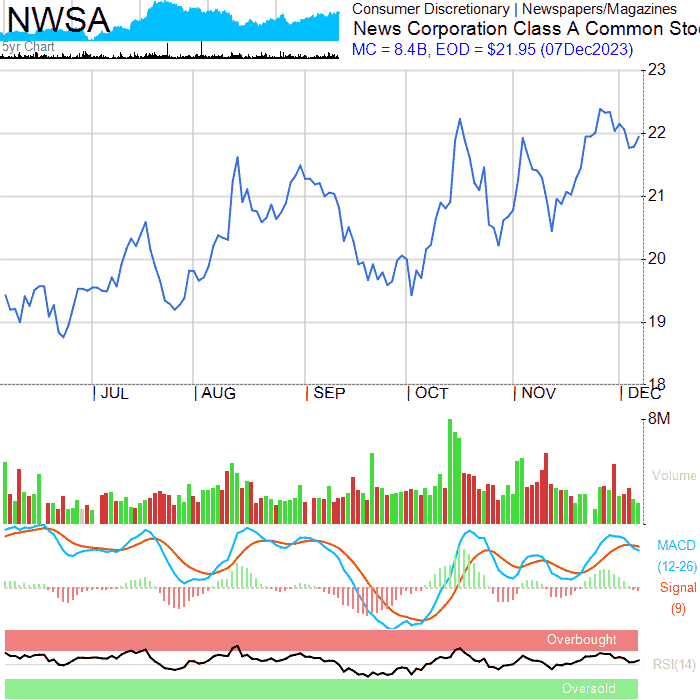 NWSA
5yr Chart
Consumer Discretionary | Newspapers/Magazines
News Corporation Class A Common Sto
MC = 8.4B, EOD = $21.95 (07Dec2023)
23
22
21
20
19
18
JUL AUG SEP OCT NOV DEC
8M
Volume
MACD
(12-26)
Signal
(9)
Overbought
RSI(14)
Oversold